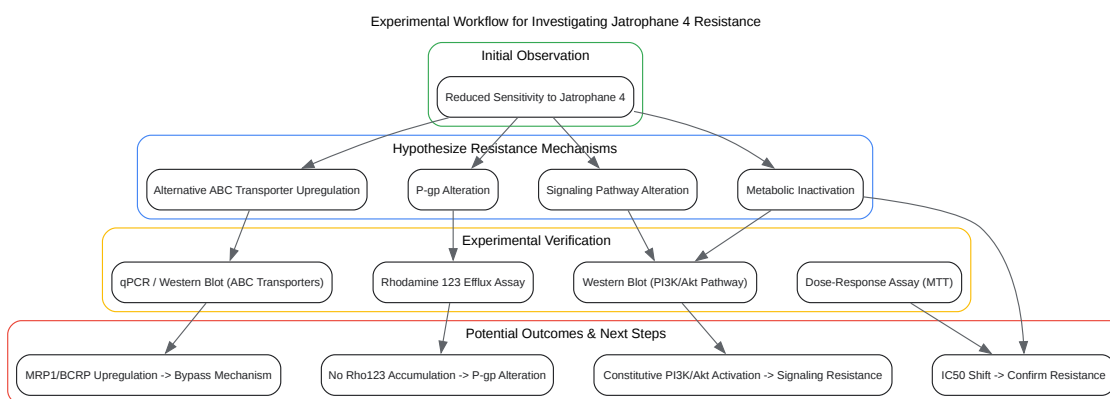 Experimental Workflow for Investigating Jatrophane 4 Resistance
Initial Observation
Reduced Sensitivity to Jatrophane 4
Hypothesize Resistance Mechanisms
Alternative ABC Transporter Upregulation
P-gp Alteration
Signaling Pathway Alteration
Metabolic Inactivation
Experimental Verification
qPCR / Western Blot (ABC Transporters)
Rhodamine 123 Efflux Assay
Western Blot (PI3K/Akt Pathway)
Dose-Response Assay (MTT)
Potential Outcomes & Next Steps
MRP1/BCRP Upregulation -> Bypass Mechanism
No Rho123 Accumulation -> P-gp Alteration
Constitutive PI3K/Akt Activation -> Signaling Resistance
IC50 Shift -> Confirm Resistance